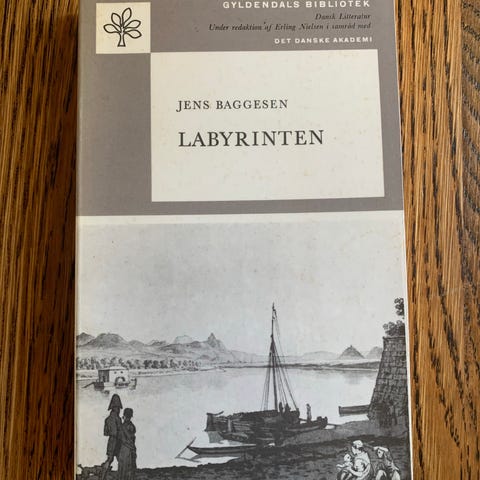 GYLDENDALS BIBLIOTEK
Dansk Litteratur
Under redaktion af Erling Nielsen i samråd med
DET DANSKE AKADEMI
JENS BAGGESEN
LABYRINTEN